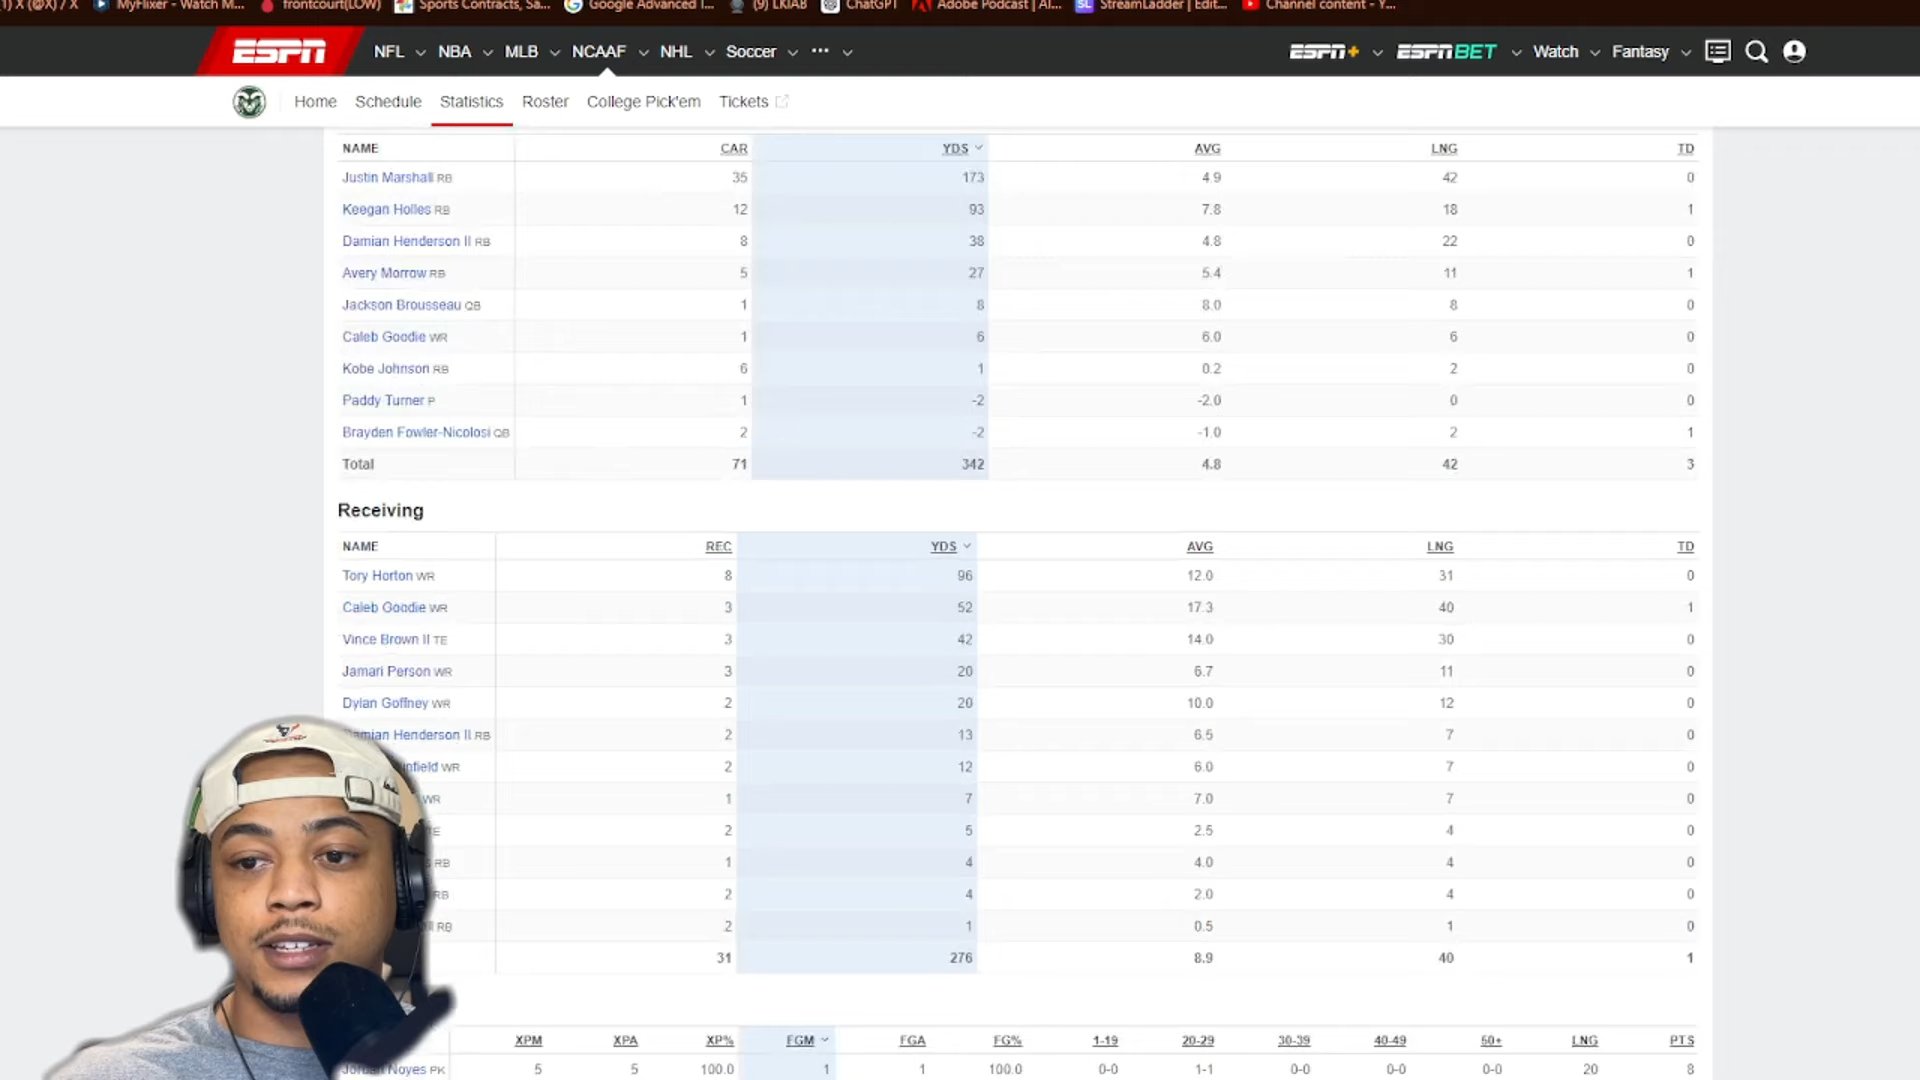 1) X (@X) / X MyFlixer - Watch M... frontcourt(LOW) Sports Contracts, Sa... Google Advanced I... (9) LKIAB ChatGPT Adobe Podcast | AI... SL StreamLadder | Edit... Channel content - Y...
ESPN NFL NBA MLB NCAAF NHL Soccer ••• ESPN+ ESPN BET Watch Fantasy
Home Schedule Statistics Roster College Pick'em Tickets
NAME CAR YDS AVG LNG TD
Justin Marshall RB 35 173 4.9 42 0
Keegan Holles RB 12 93 7.8 18 1
Damian Henderson II RB 8 38 4.8 22 0
Avery Morrow RB 5 27 5.4 11 1
Jackson Brousseau QB 1 8 8.0 8 0
Caleb Goodie WR 1 6 6.0 6 0
Kobe Johnson RB 6 1 0.2 2 0
Paddy Turner P 1 -2 -2.0 0 0
Brayden Fowler-Nicolosi QB 2 -2 -1.0 2 1
Total 71 342 4.8 42 3
Receiving
NAME REC YDS AVG LNG TD
Tory Horton WR 8 96 12.0 31 0
Caleb Goodie WR 3 52 17.3 40 1
Vince Brown II TE 3 42 14.0 30 0
Jamari Person WR 3 20 6.7 11 0
Dylan Goffney WR 2 20 10.0 12 0
amian Henderson II RB 2 13 6.5 7 0
nfield WR 2 12 6.0 7 0
WR 1 7 7.0 7 0
TE 2 5 2.5 4 0
RB 1 4 4.0 4 0
RB 2 4 2.0 4 0
RB 2 1 0.5 1 0
31 276 8.9 40 1
XPM XPA XP% FGM FGA FG% 1-19 20-29 30-39 40-49 50+ LNG PTS
Jordan Noyes PK 5 5 100.0 1 1 100.0 0-0 1-1 0-0 0-0 0-0 20 8